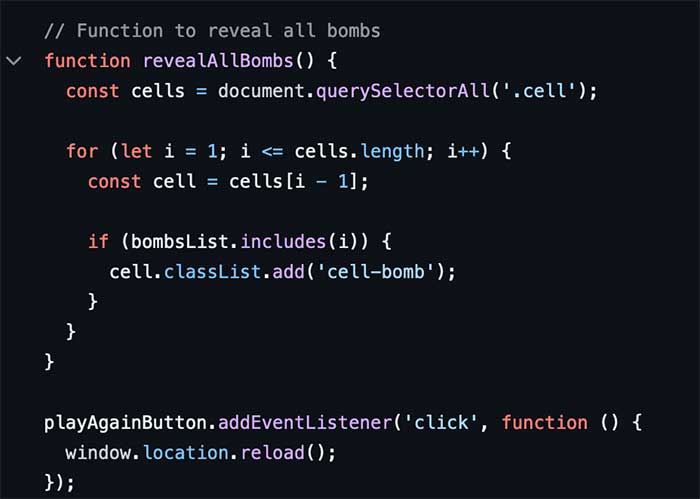 // Function to reveal all bombs
function revealAllBombs() {
  const cells = document.querySelectorAll('.cell');

  for (let i = 1; i <= cells.length; i++) {
    const cell = cells[i - 1];

    if (bombsList.includes(i)) {
      cell.classList.add('cell-bomb');
    }
  }
}

playAgainButton.addEventListener('click', function () {
  window.location.reload();
});